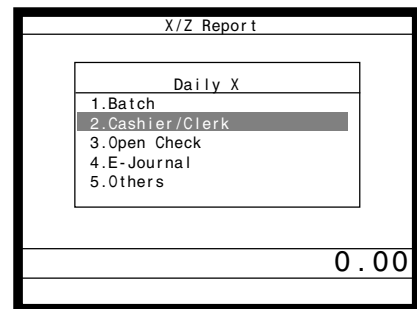 X/Z Report
Daily X
1.Batch
2.Cashier/Clerk
3.Open Check
4.E-Journal
5.Others
0.00